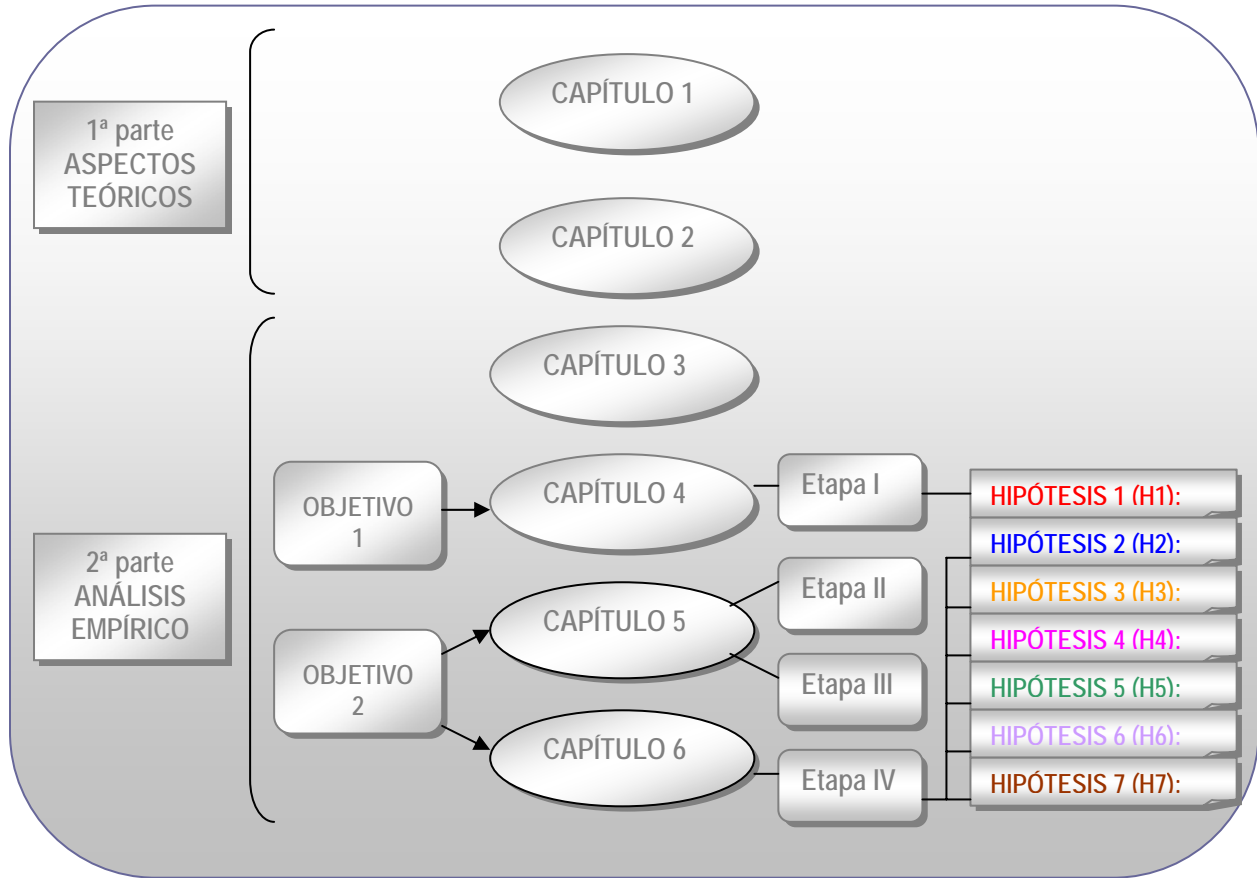 CAPÍTULO 1
1ª parte
ASPECTOS
TEÓRICOS
CAPÍTULO 2
CAPÍTULO 3
OBJETIVO
1
CAPÍTULO 4
Etapa I
HIPÓTESIS 1 (H1):
HIPÓTESIS 2 (H2):
2ª parte
ANÁLISIS
EMPÍRICO
Etapa II
HIPÓTESIS 3 (H3):
CAPÍTULO 5
HIPÓTESIS 4 (H4):
OBJETIVO
2
Etapa III
HIPÓTESIS 5 (H5):
CAPÍTULO 6
HIPÓTESIS 6 (H6):
Etapa IV
HIPÓTESIS 7 (H7):